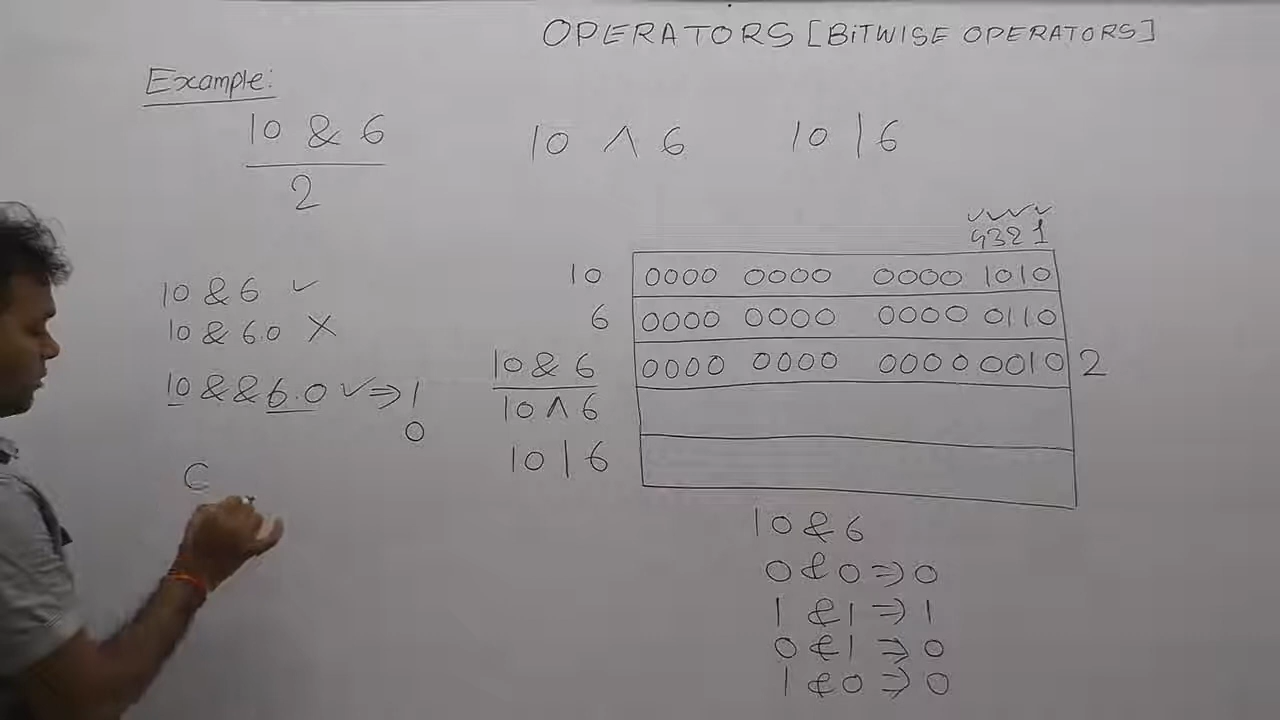 OPERATORS [BITWISE OPERATORS]
Example:
10 & 6
2
10 ^ 6
10 | 6
10 & 6 ✓
10 & 6.0 X
10 && 6.0 ✓ ⇒ 1
0
C
✓✓✓✓
4321
10 0000 0000 0000 1010
6 0000 0000 0000 0110
10 & 6 0000 0000 0000 0010 2
10 ^ 6
10 | 6
10 & 6
0 & 0 ⇒ 0
1 & 1 ⇒ 1
0 & 1 ⇒ 0
1 & 0 ⇒ 0